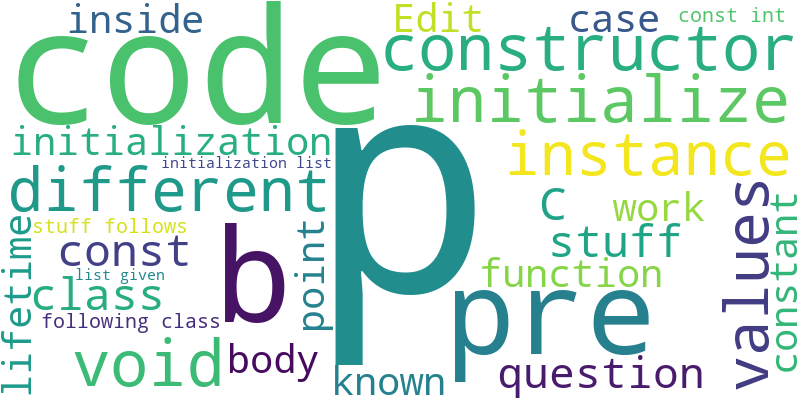 inside
Edit
case
const int
code
constructor
initialize
initialization
initialization list
instance
p
different
C
work
values
constant
stuff follows
stuff
lifetime
const
b
point
list given
class
function
pre
following class
void
body
known
question